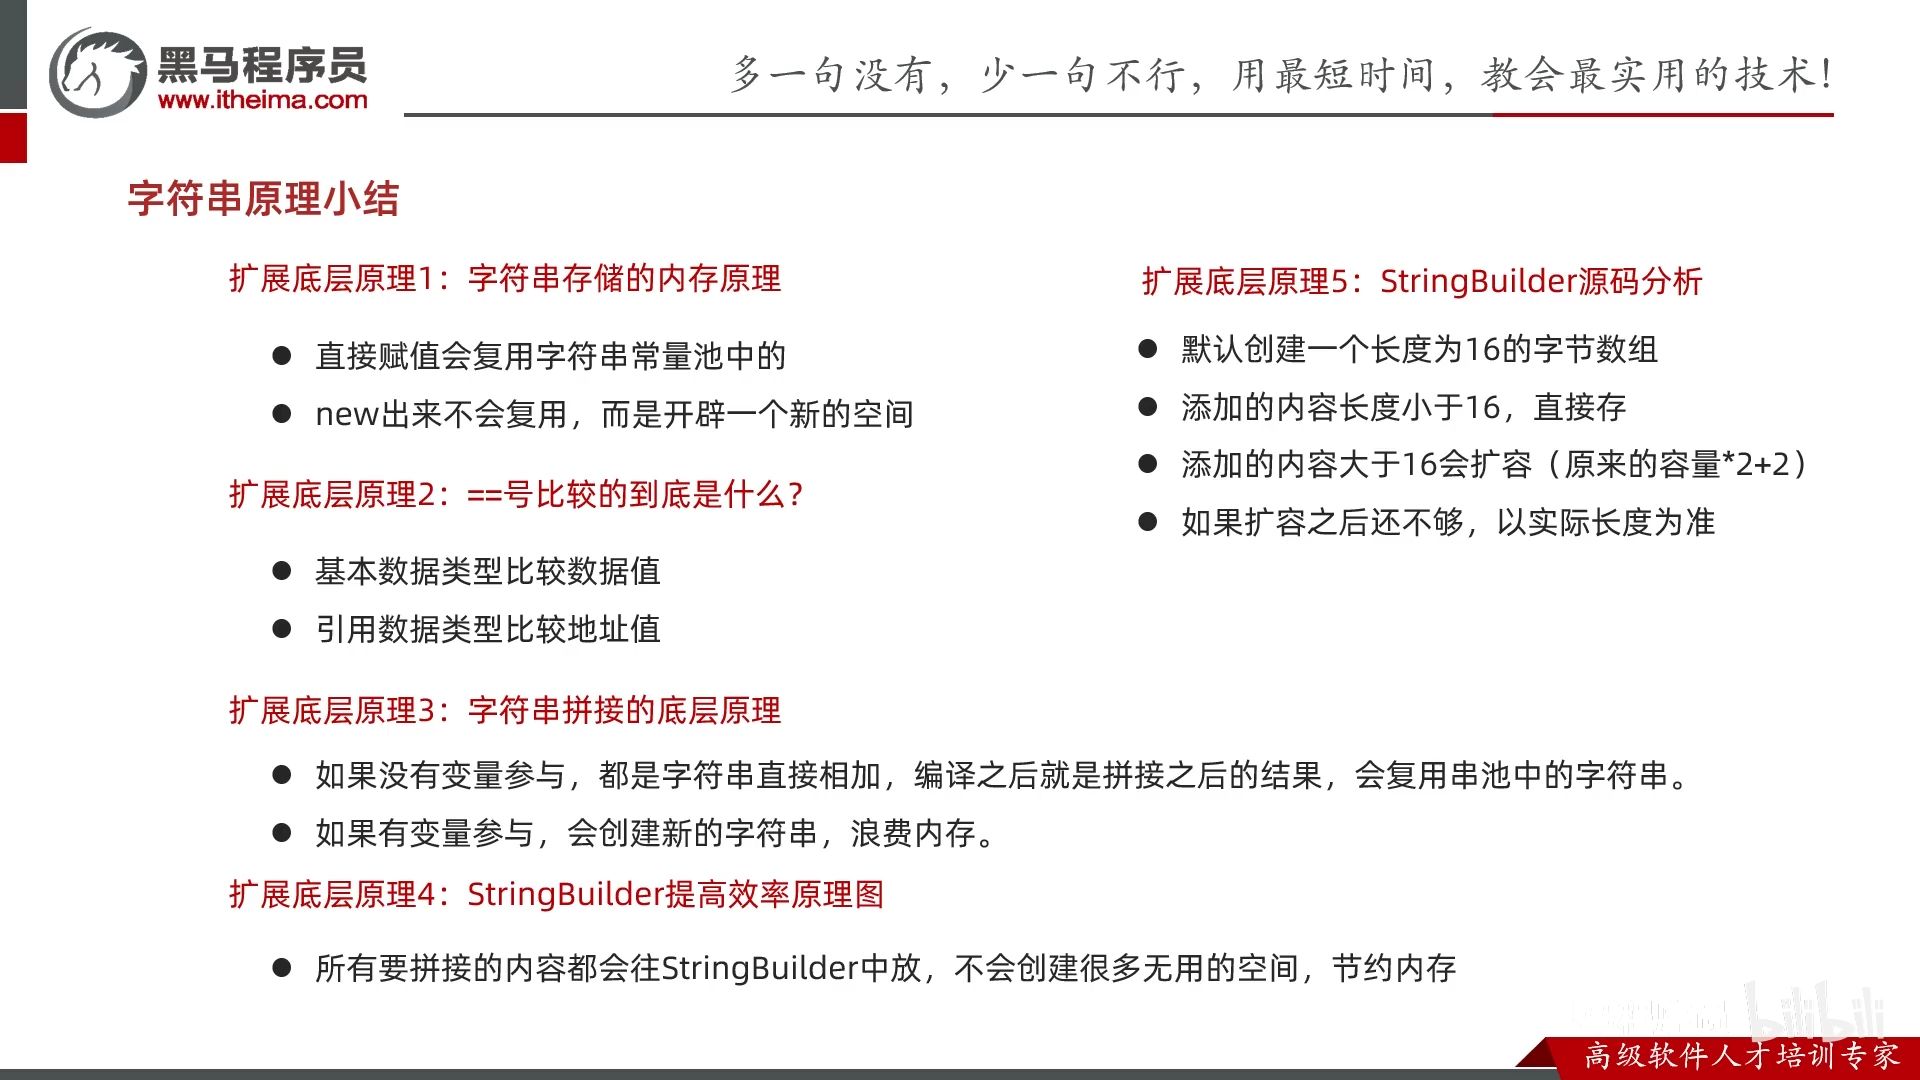 黑马程序员
www.itheima.com
多一句没有，少一句不行，用最短时间，教会最实用的技术！
字符串原理小结
扩展底层原理1：字符串存储的内存原理
● 直接赋值会复用字符串常量池中的
● new出来不会复用，而是开辟一个新的空间
扩展底层原理2：==号比较的到底是什么？
● 基本数据类型比较数据值
● 引用数据类型比较地址值
扩展底层原理3：字符串拼接的底层原理
● 如果没有变量参与，都是字符串直接相加，编译之后就是拼接之后的结果，会复用串池中的字符串。
● 如果有变量参与，会创建新的字符串，浪费内存。
扩展底层原理4：StringBuilder提高效率原理图
● 所有要拼接的内容都会往StringBuilder中放，不会创建很多无用的空间，节约内存
扩展底层原理5：StringBuilder源码分析
● 默认创建一个长度为16的字节数组
● 添加的内容长度小于16，直接存
● 添加的内容大于16会扩容（原来的容量*2+2）
● 如果扩容之后还不够，以实际长度为准
bilibili
高级软件人才培训专家